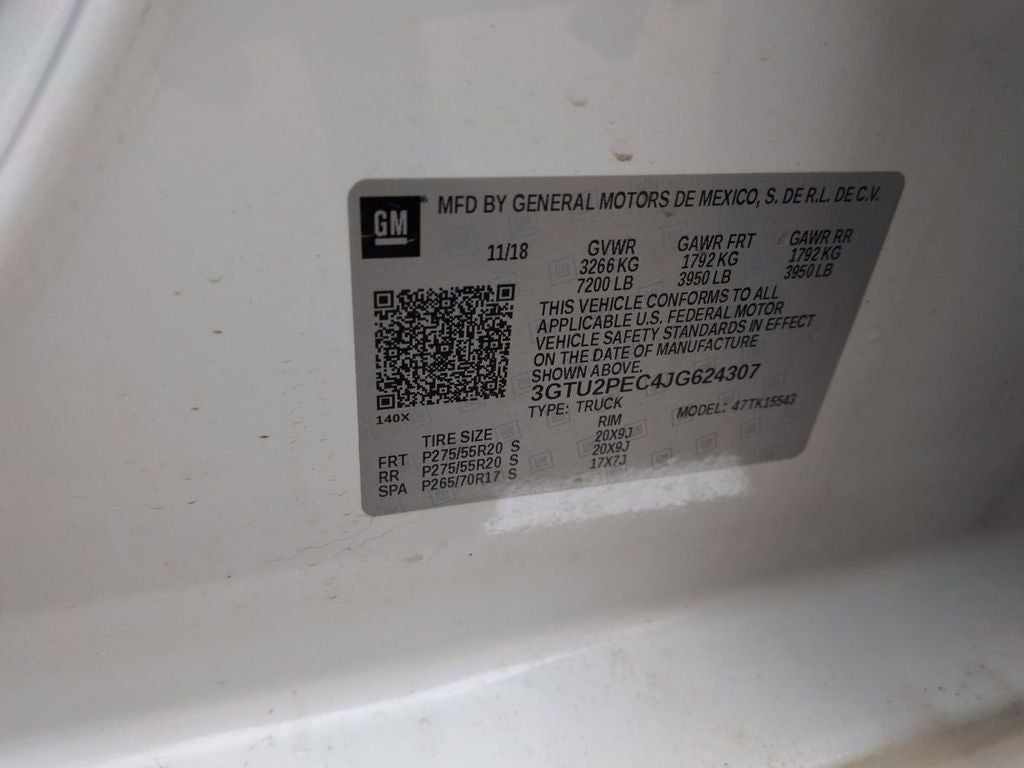 GM
MFD BY GENERAL MOTORS DE MEXICO, S. DE R.L. DE C.V.
11/18 GVWR GAWR FRT GAWR RR
3266 KG 1792 KG 1792 KG
7200 LB 3950 LB 3950 LB
THIS VEHICLE CONFORMS TO ALL
APPLICABLE U.S. FEDERAL MOTOR
VEHICLE SAFETY STANDARDS IN EFFECT
ON THE DATE OF MANUFACTURE
SHOWN ABOVE.
3GTU2PEC4JG624307
TYPE: TRUCK MODEL: 47TK15543
140X
TIRE SIZE RIM
FRT P275/55R20 S 20X9J
RR P275/55R20 S 20X9J
SPA P265/70R17 S 17X7J